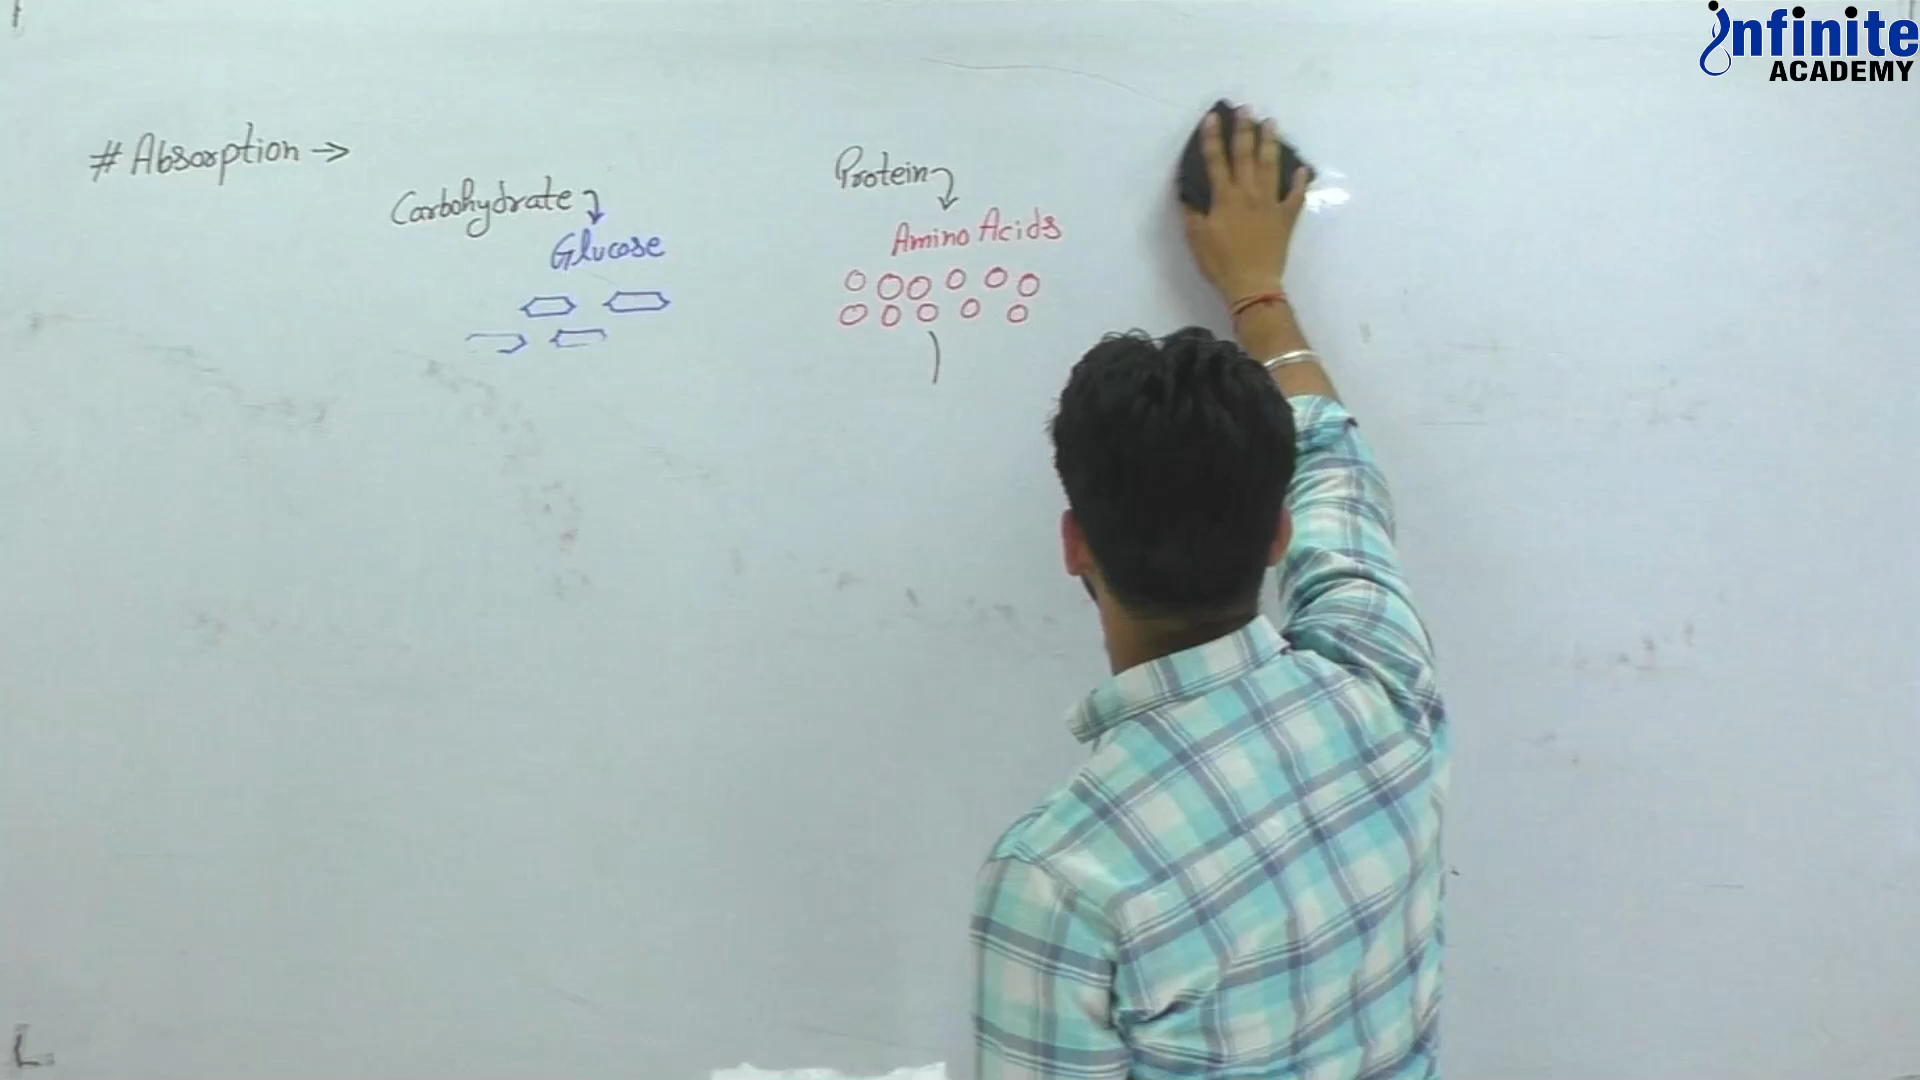 infinite
ACADEMY
# Absorption →
Carbohydrate
Glucose
Protein
Amino Acids